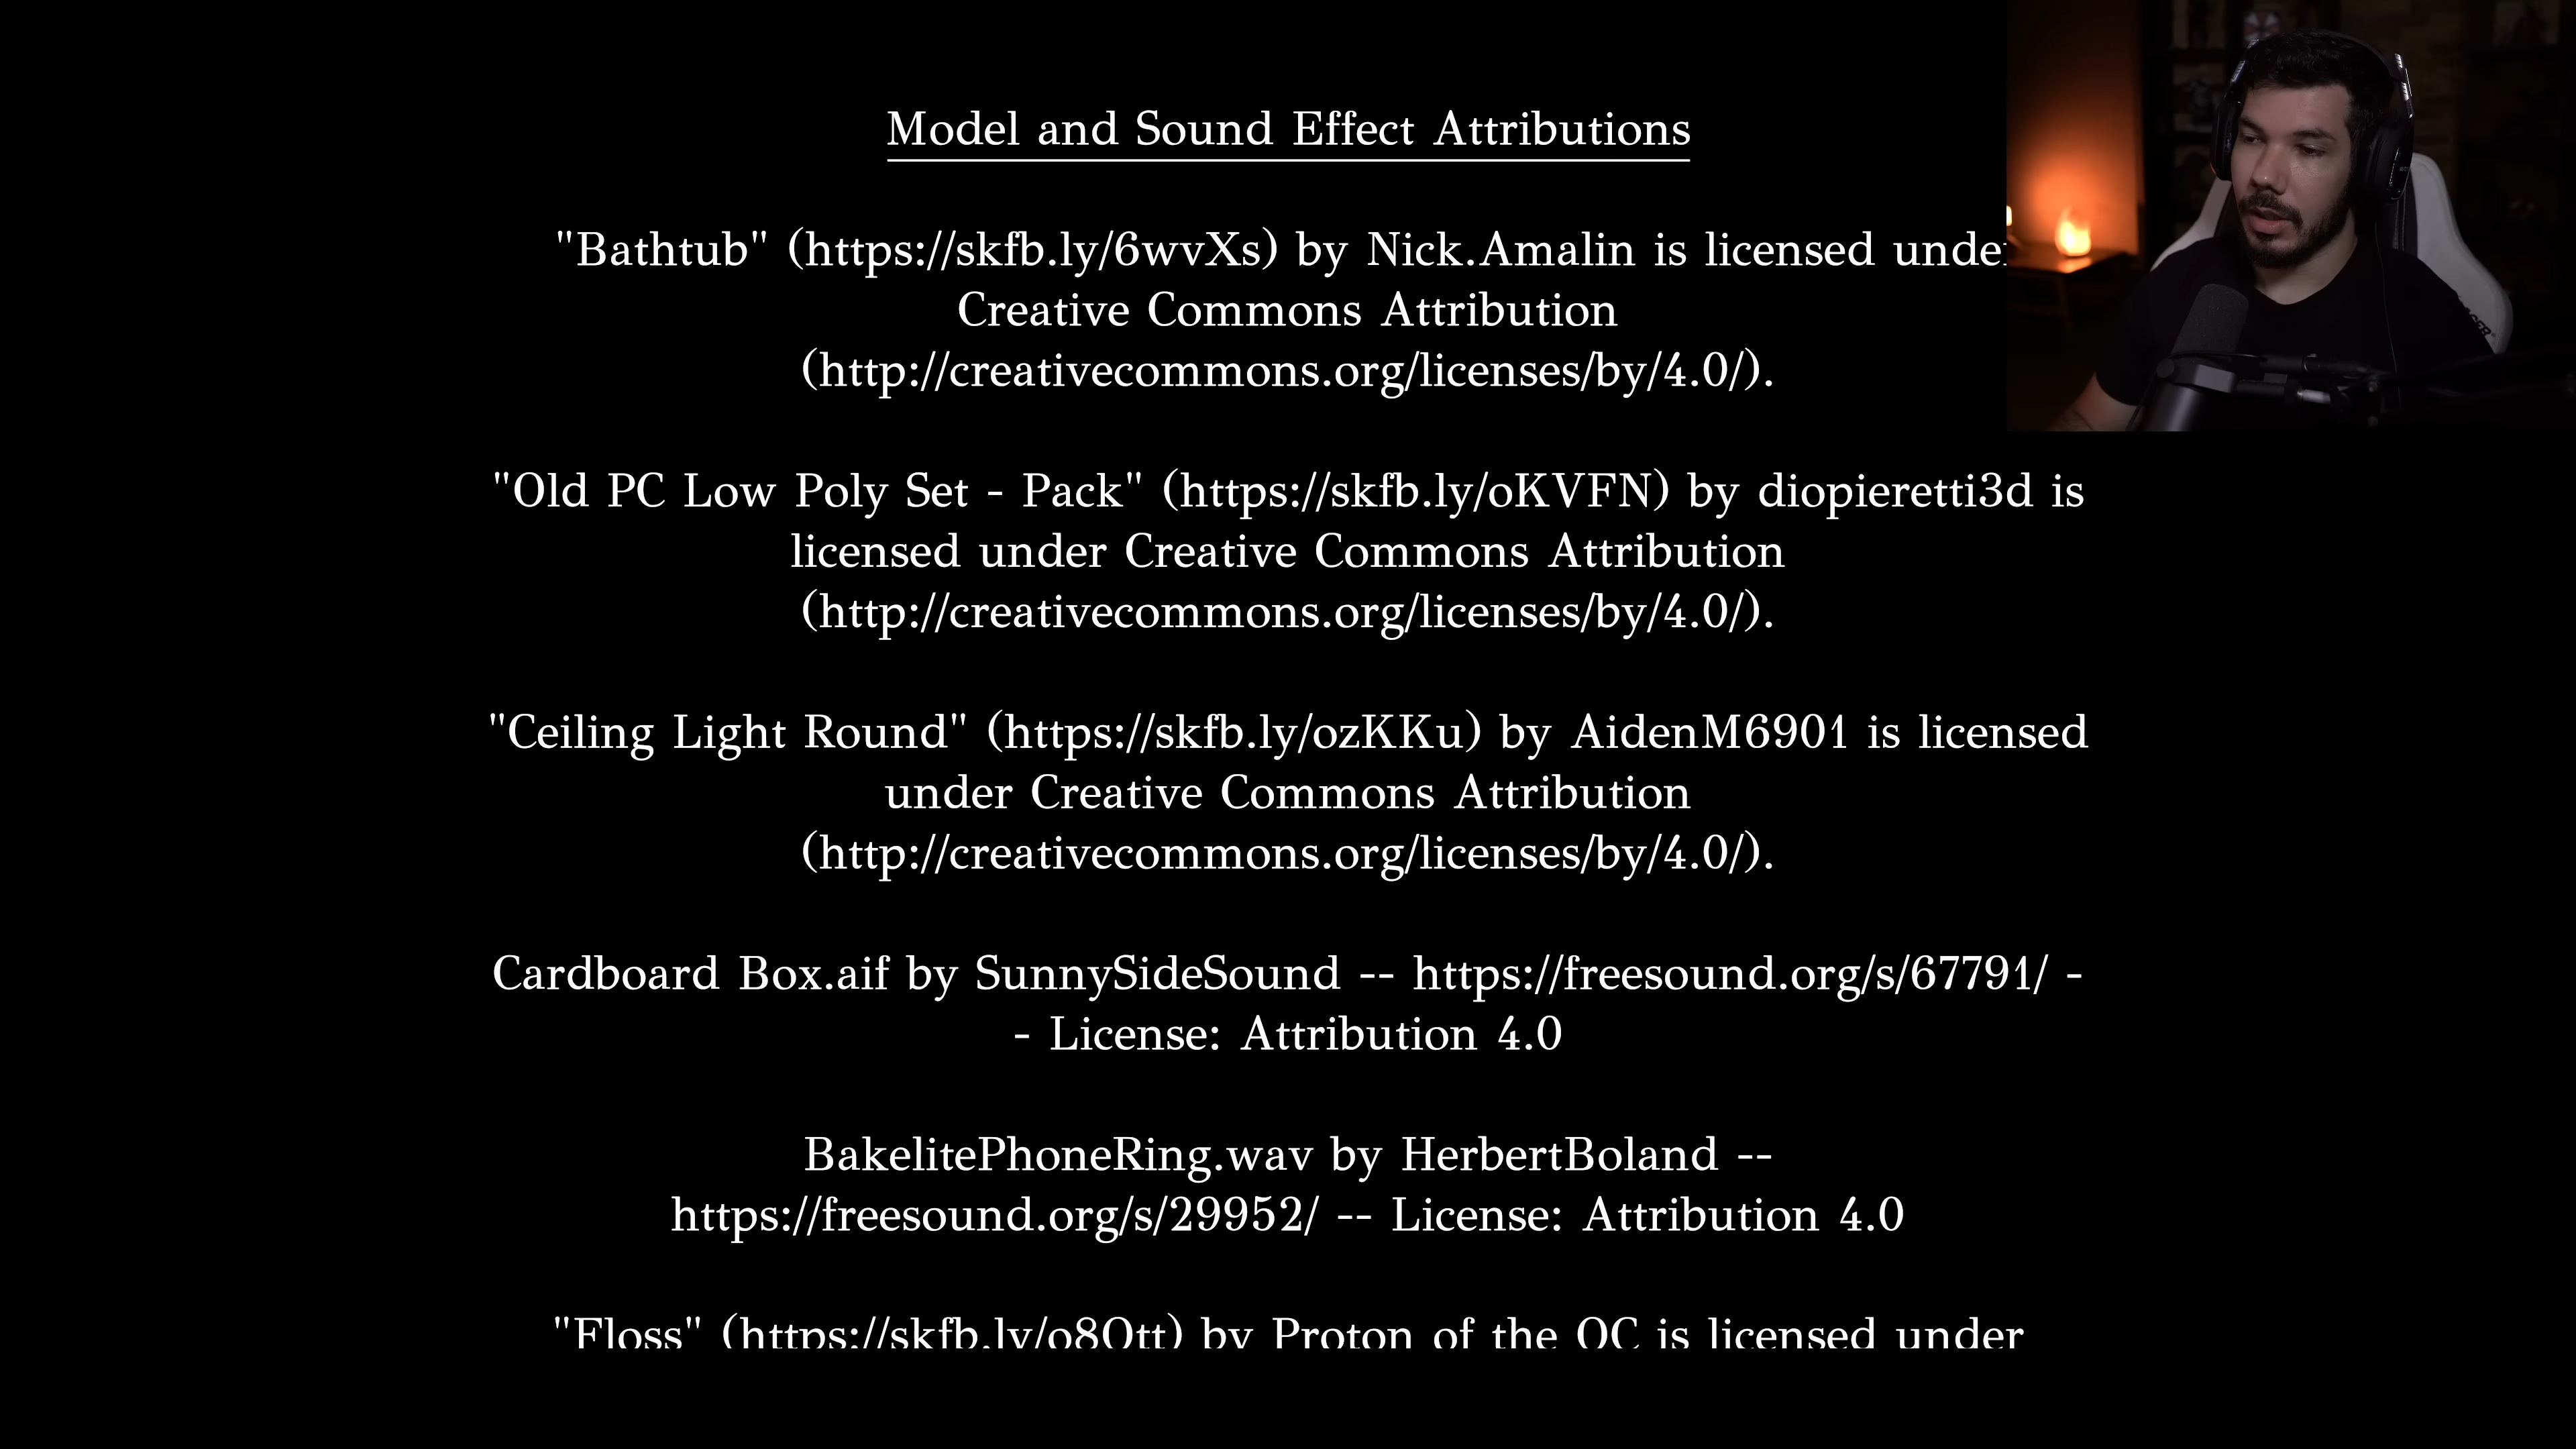 Model and Sound Effect Attributions
"Bathtub" (https://skfb.ly/6wvXs) by Nick.Amalin is licensed under
Creative Commons Attribution
(http://creativecommons.org/licenses/by/4.0/).
"Old PC Low Poly Set - Pack" (https://skfb.ly/oKVFN) by diopieretti3d is
licensed under Creative Commons Attribution
(http://creativecommons.org/licenses/by/4.0/).
"Ceiling Light Round" (https://skfb.ly/ozKKu) by AidenM6901 is licensed
under Creative Commons Attribution
(http://creativecommons.org/licenses/by/4.0/).
Cardboard Box.aif by SunnySideSound -- https://freesound.org/s/67791/ -
- License: Attribution 4.0
BakelitePhoneRing.wav by HerbertBoland --
https://freesound.org/s/29952/ -- License: Attribution 4.0
"Floss" by Proton of the OC is licensed under